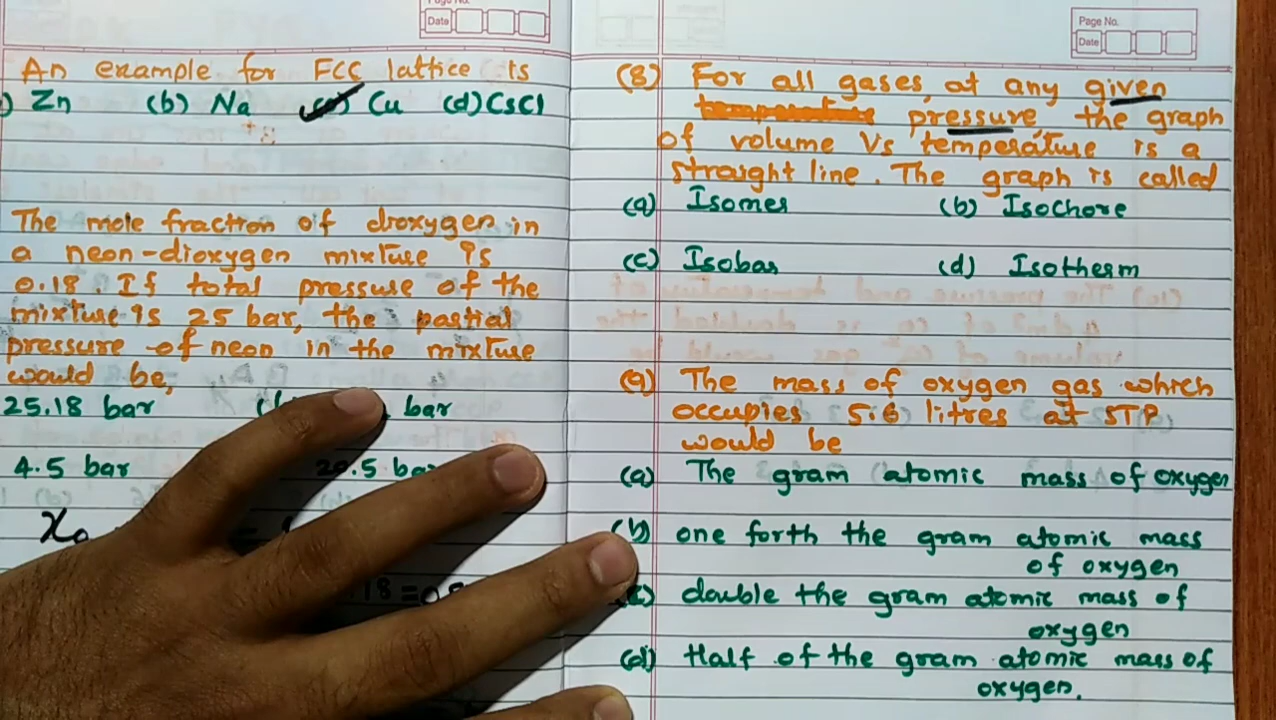 Page No.
Date
An example for FCC lattice is
) Zn (b) Na (c) Cu (d) CsCl
The mole fraction of dioxygen in
a neon-dioxygen mixture is
0.18. If total pressure of the
mixture is 25 bar, the partial
pressure of neon in the mixture
would be,
25.18 bar bar
4.5 bar 20.5 bar
Page No.
Date
(8) For all gases, at any given
pressure the graph
of volume Vs temperature is a
straight line. The graph is called
(a) Isomes (b) Isochore
(c) Isobar (d) Isotherm
(9) The mass of oxygen gas which
occupies 5.6 litres at STP
would be
(a) The gram atomic mass of oxygen
(b) one forth the gram atomic mass
of oxygen
(c) double the gram atomic mass of
oxygen
(d) Half of the gram atomic mass of
oxygen.